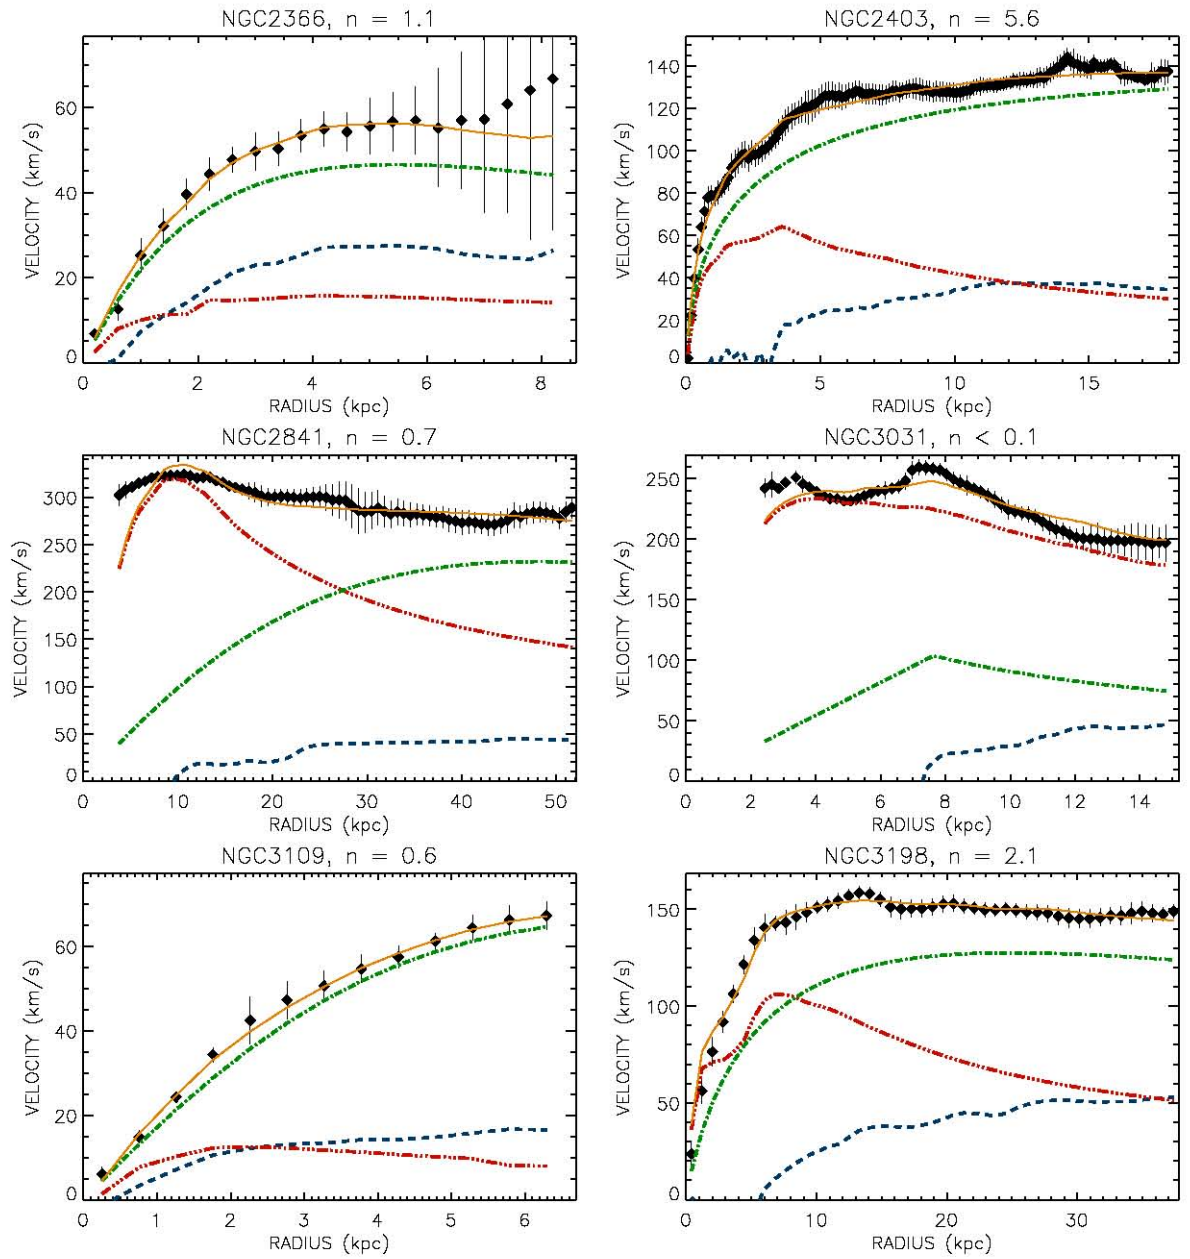 NGC2366, n = 1.1
VELOCITY (km/s)
60
40
20
0
0 2 4 6 8
RADIUS (kpc)
NGC2403, n = 5.6
VELOCITY (km/s)
140
120
100
80
60
40
20
0
0 5 10 15
RADIUS (kpc)
NGC2841, n = 0.7
VELOCITY (km/s)
300
250
200
150
100
50
0
0 10 20 30 40 50
RADIUS (kpc)
NGC3031, n < 0.1
VELOCITY (km/s)
250
200
150
100
50
0
0 2 4 6 8 10 12 14
RADIUS (kpc)
NGC3109, n = 0.6
VELOCITY (km/s)
60
40
20
0
0 1 2 3 4 5 6
RADIUS (kpc)
NGC3198, n = 2.1
VELOCITY (km/s)
150
100
50
0
0 10 20 30
RADIUS (kpc)